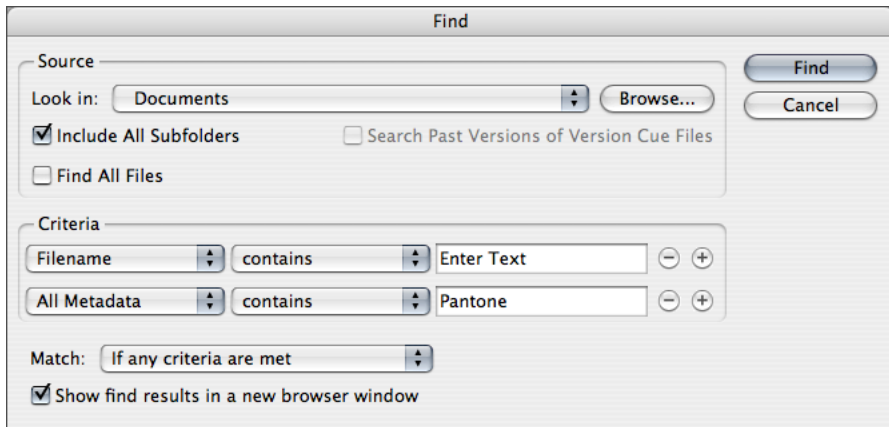 Find
Source
Look in: Documents Browse... Find
Cancel
Include All Subfolders Search Past Versions of Version Cue Files
Find All Files
Criteria
Filename contains Enter Text
All Metadata contains Pantone
Match: If any criteria are met
Show find results in a new browser window